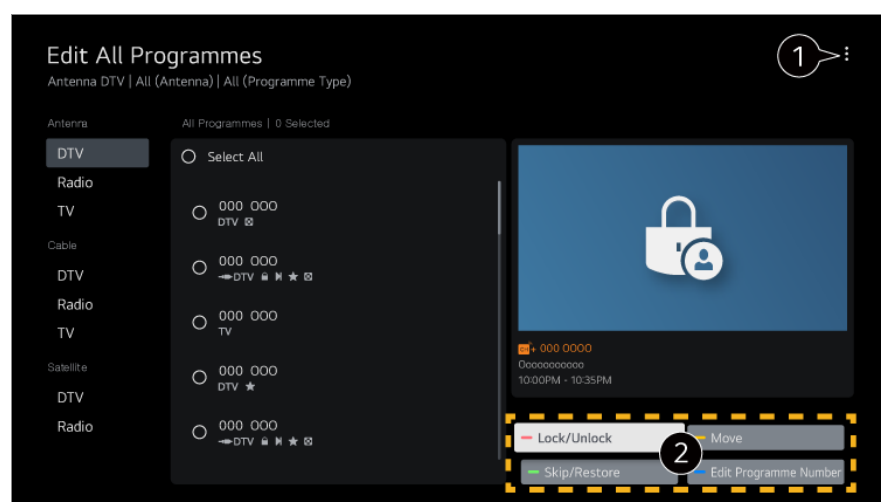 Edit All Programmes
Antenna DTV | All (Antenna) | All (Programme Type)
1
Antenna
DTV
Radio
TV
Cable
DTV
Radio
TV
Satellite
DTV
Radio
All Programmes | 0 Selected
Select All
000 000
DTV
000 000
DTV
000 000
TV
000 000
DTV ★
000 000
DTV
CH+ 000 0000
Oooooooooo
10:00PM - 10:35PM
Lock/Unlock
Move
2
Skip/Restore
Edit Programme Number